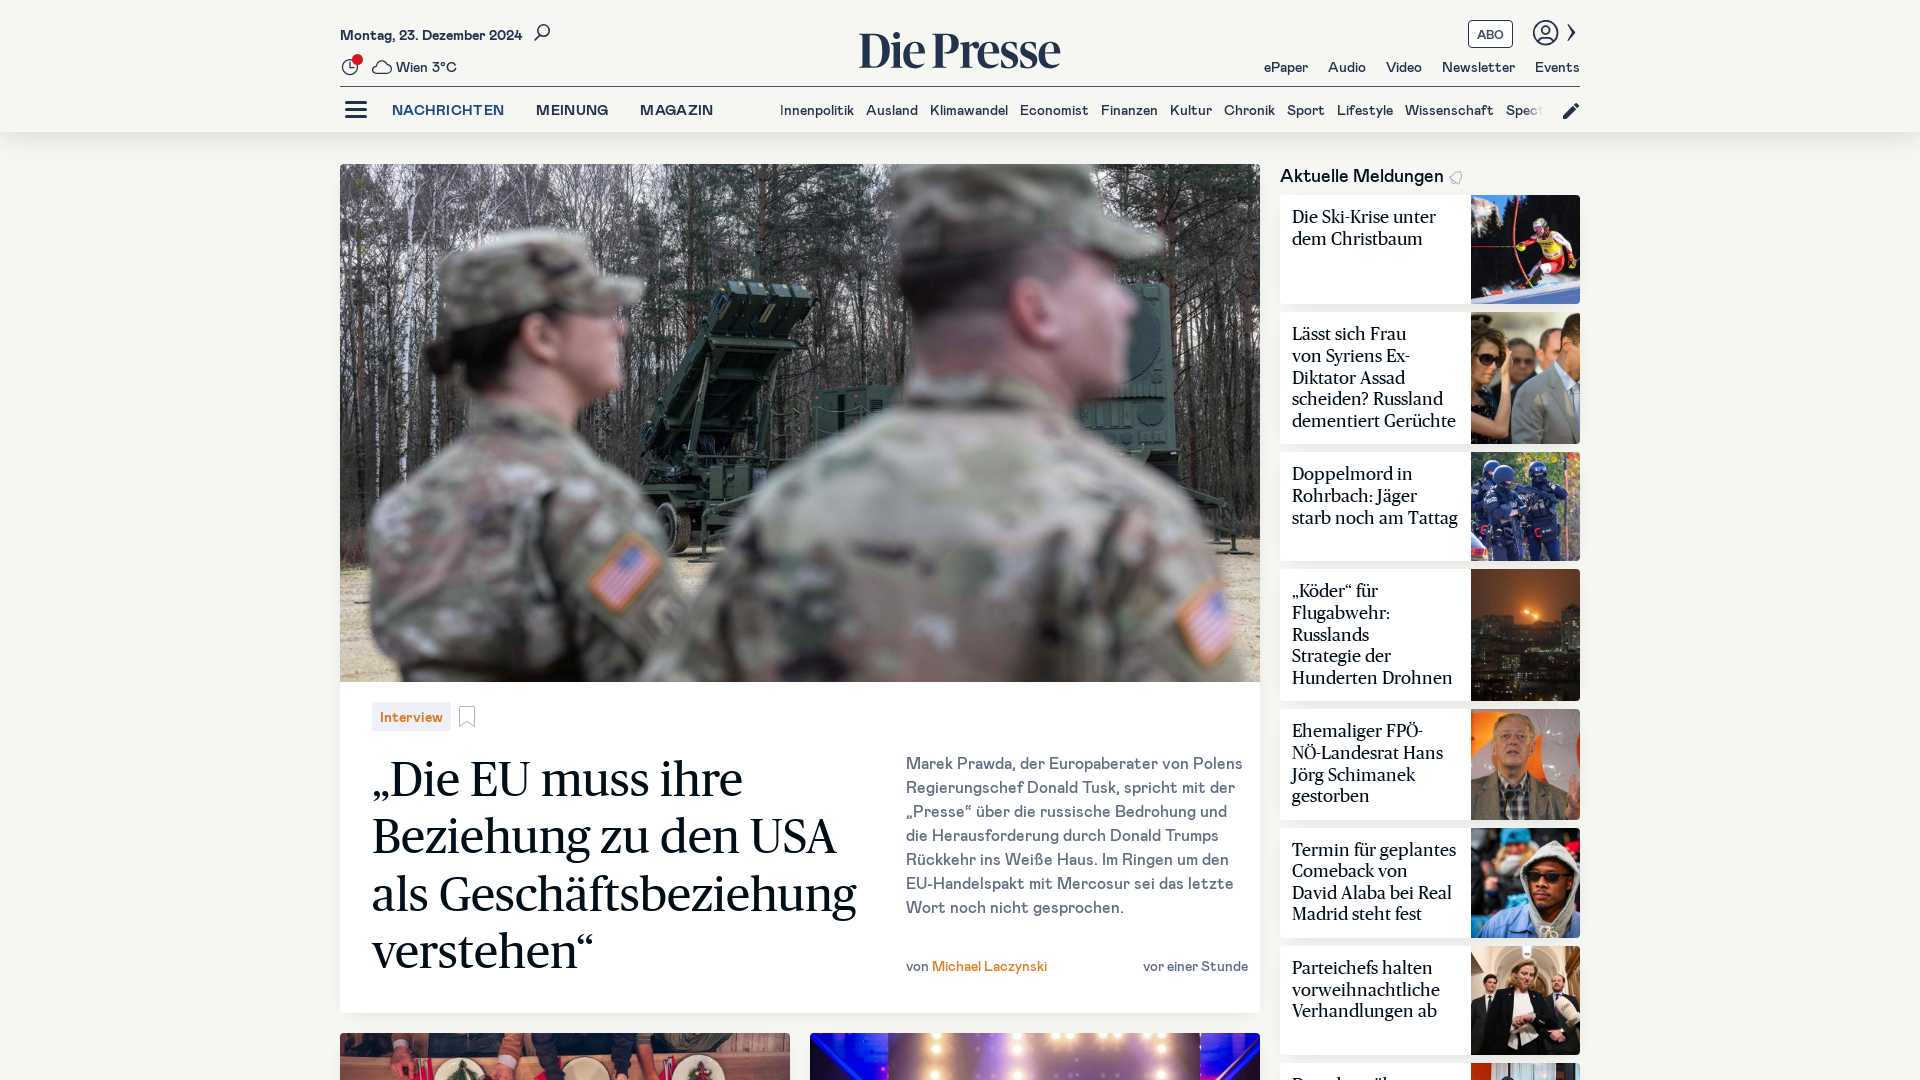 Montag, 23. Dezember 2024
Wien 3°C
Die Presse
ABO
ePaper Audio Video Newsletter Events
NACHRICHTEN MEINUNG MAGAZIN
Innenpolitik Ausland Klimawandel Economist Finanzen Kultur Chronik Sport Lifestyle Wissenschaft Spect
Interview
„Die EU muss ihre
Beziehung zu den USA
als Geschäftsbeziehung
verstehen“
Marek Prawda, der Europaberater von Polens
Regierungschef Donald Tusk, spricht mit der
„Presse“ über die russische Bedrohung und
die Herausforderung durch Donald Trumps
Rückkehr ins Weiße Haus. Im Ringen um den
EU-Handelspakt mit Mercosur sei das letzte
Wort noch nicht gesprochen.
von Michael Laczynski vor einer Stunde
Aktuelle Meldungen
Die Ski-Krise unter
dem Christbaum
Lässt sich Frau
von Syriens Ex-
Diktator Assad
scheiden? Russland
dementiert Gerüchte
Doppelmord in
Rohrbach: Jäger
starb noch am Tattag
„Köder“ für
Flugabwehr:
Russlands
Strategie der
Hunderten Drohnen
Ehemaliger FPÖ-
NÖ-Landesrat Hans
Jörg Schimanek
gestorben
Termin für geplantes
Comeback von
David Alaba bei Real
Madrid steht fest
Parteichefs halten
vorweihnachtliche
Verhandlungen ab